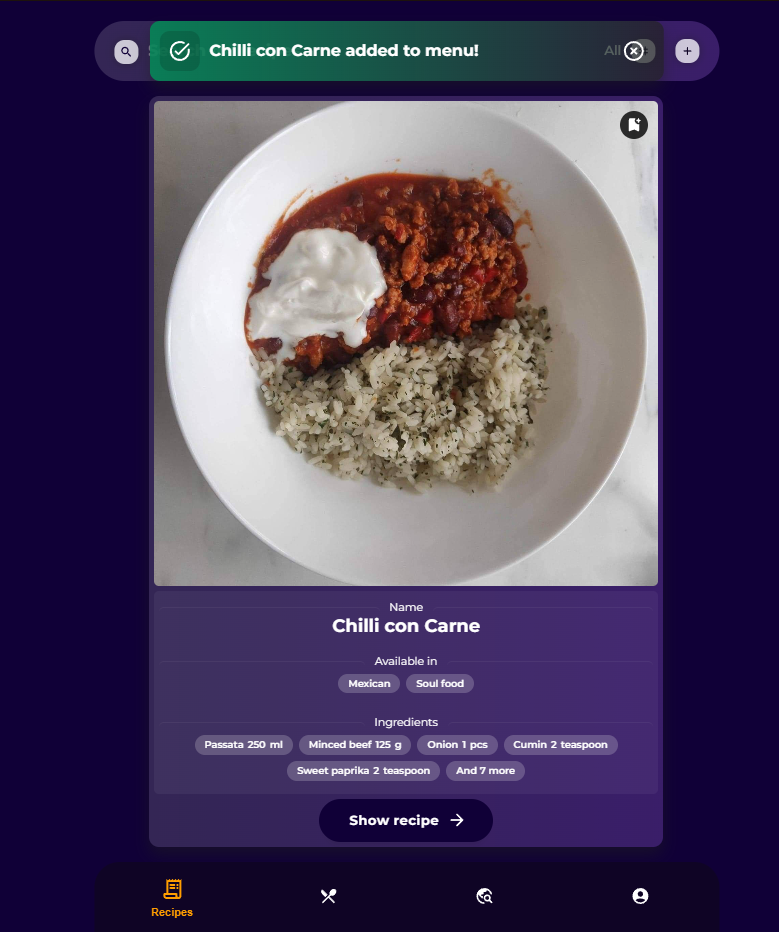 Chilli con Carne added to menu!
All
Name
Chilli con Carne
Available in
Mexican Soul food
Ingredients
Passata 250 ml Minced beef 125 g Onion 1 pcs Cumin 2 teaspoon
Sweet paprika 2 teaspoon And 7 more
Show recipe
Recipes